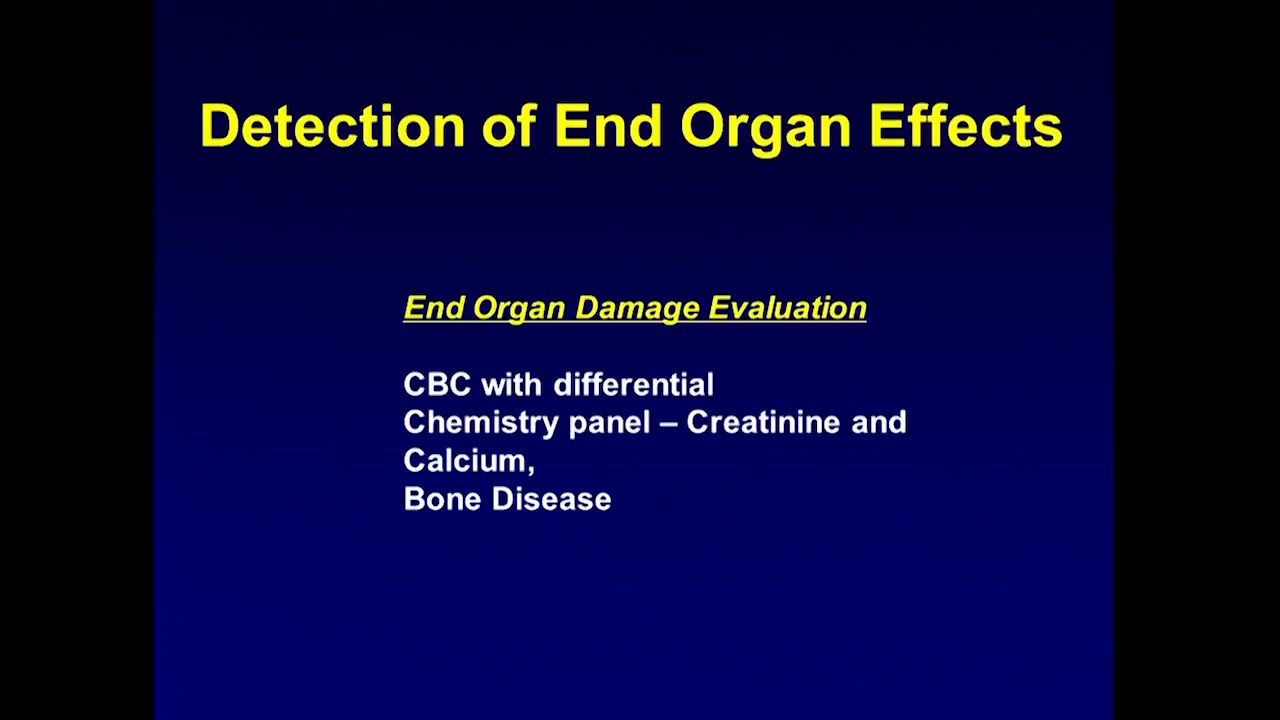 Detection of End Organ Effects
End Organ Damage Evaluation
CBC with differential
Chemistry panel – Creatinine and
Calcium,
Bone Disease